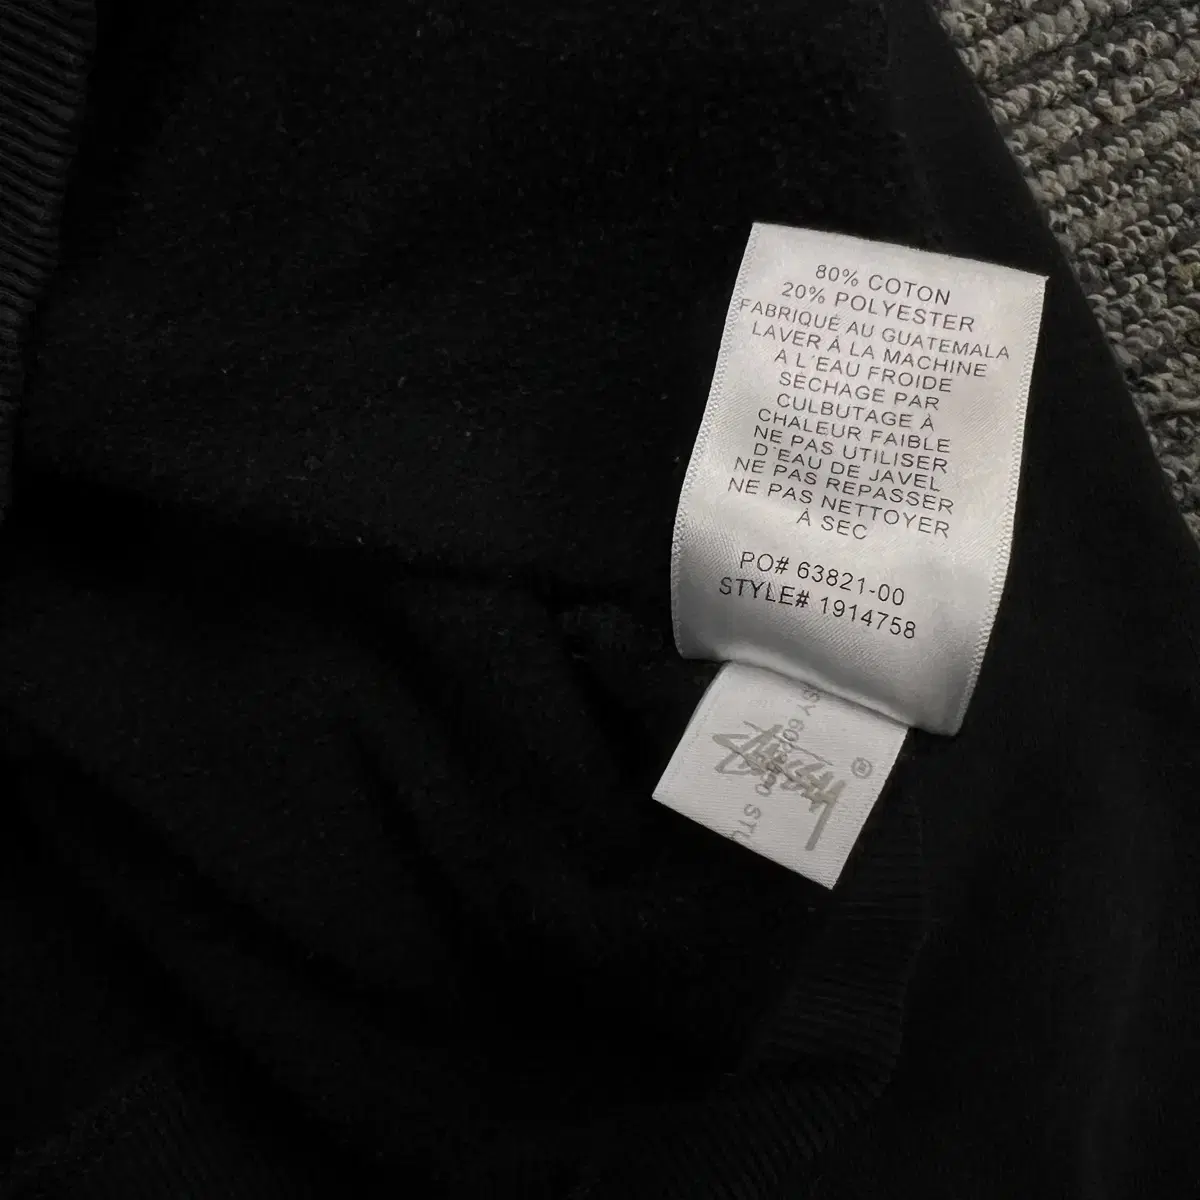 80% COTON
20% POLYESTER
FABRIQUÉ AU GUATEMALA
LAVER À LA MACHINE
A L'EAU FROIDE
SÉCHAGE PAR
CULBUTAGE À
CHALEUR FAIBLE
NE PAS UTILISER
D'EAU DE JAVEL
NE PAS REPASSER
NE PAS NETTOYER
À SEC
PO# 63821-00
STYLE# 1914758
Stüssy ®